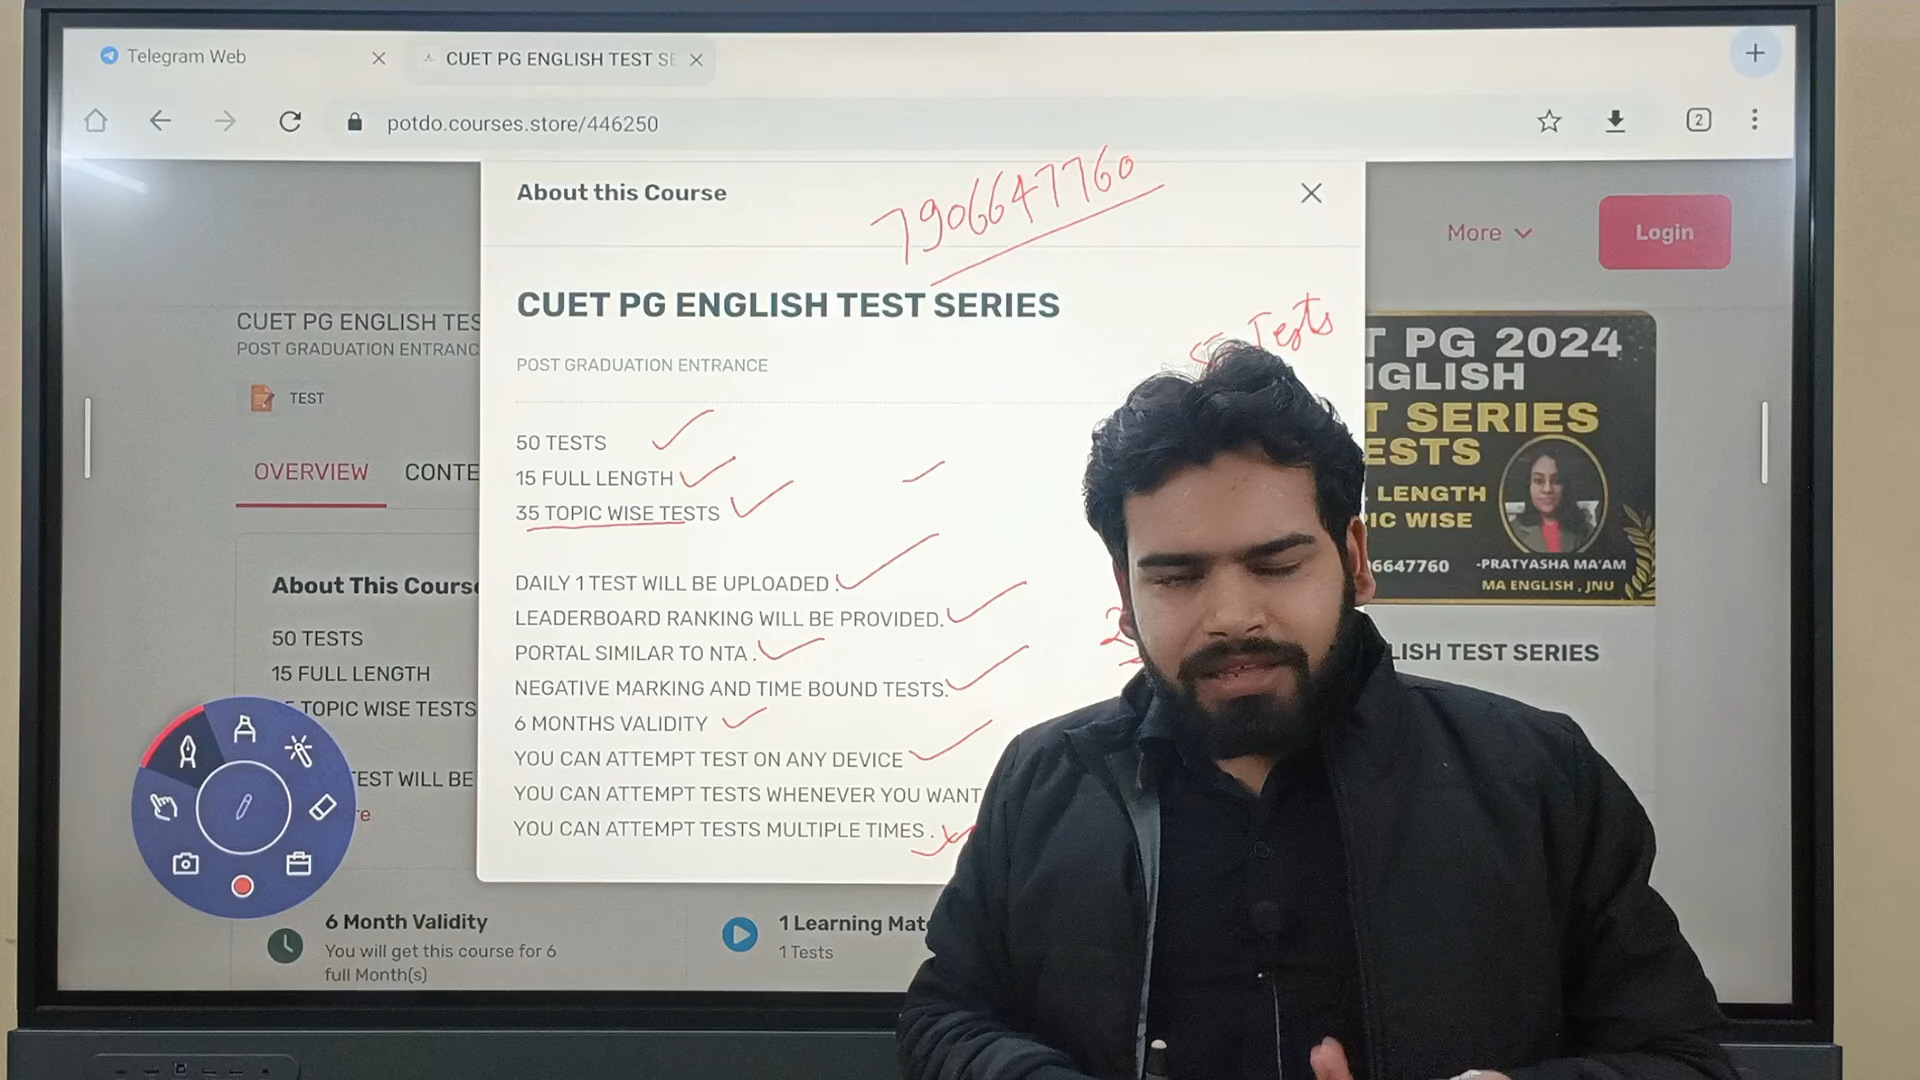 Telegram Web
CUET PG ENGLISH TEST SE
potdo.courses.store/446250
2
About this Course
7906647760
More
Login
CUET PG ENGLISH TEST SERIES
POST GRADUATION ENTRANCE
Tests
50 TESTS
15 FULL LENGTH
35 TOPIC WISE TESTS
DAILY 1 TEST WILL BE UPLOADED .
LEADERBOARD RANKING WILL BE PROVIDED.
PORTAL SIMILAR TO NTA .
NEGATIVE MARKING AND TIME BOUND TESTS.
6 MONTHS VALIDITY
YOU CAN ATTEMPT TEST ON ANY DEVICE
YOU CAN ATTEMPT TESTS WHENEVER YOU WANT
YOU CAN ATTEMPT TESTS MULTIPLE TIMES .
CUET PG ENGLISH TES
POST GRADUATION ENTRANC
TEST
OVERVIEW CONTE
About This Course
50 TESTS
15 FULL LENGTH
TOPIC WISE TESTS
EST WILL BE
re
6 Month Validity
You will get this course for 6
full Month(s)
1 Learning Mat
1 Tests
T PG 2024
IGLISH
T SERIES
ESTS
LENGTH
IC WISE
6647760
-PRATYASHA MA'AM
MA ENGLISH , JNU
LISH TEST SERIES